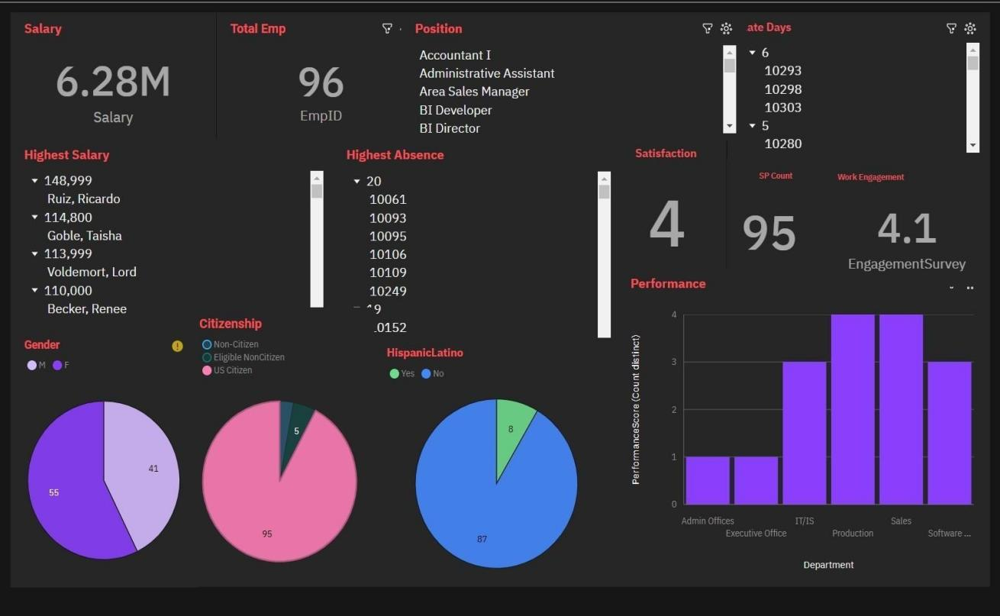 Salary
6.28M
Salary
Total Emp
96
EmpID
Position
Accountant I
Administrative Assistant
Area Sales Manager
BI Developer
BI Director
ate Days
6
10293
10298
10303
5
10280
Highest Salary
148,999
Ruiz, Ricardo
114,800
Goble, Taisha
113,999
Voldemort, Lord
110,000
Becker, Renee
Highest Absence
20
10061
10093
10095
10106
10109
10249
19
0152
Satisfaction
4
SP Count
95
Work Engagement
4.1
EngagementSurvey
Gender
M F
41
55
Citizenship
Non-Citizen
Eligible NonCitizen
US Citizen
5
95
HispanicLatino
Yes No
8
87
Performance
PerformanceScore (Count distinct)
4
3
2
1
0
Admin Offices
Executive Office
IT/IS
Production
Sales
Software ...
Department